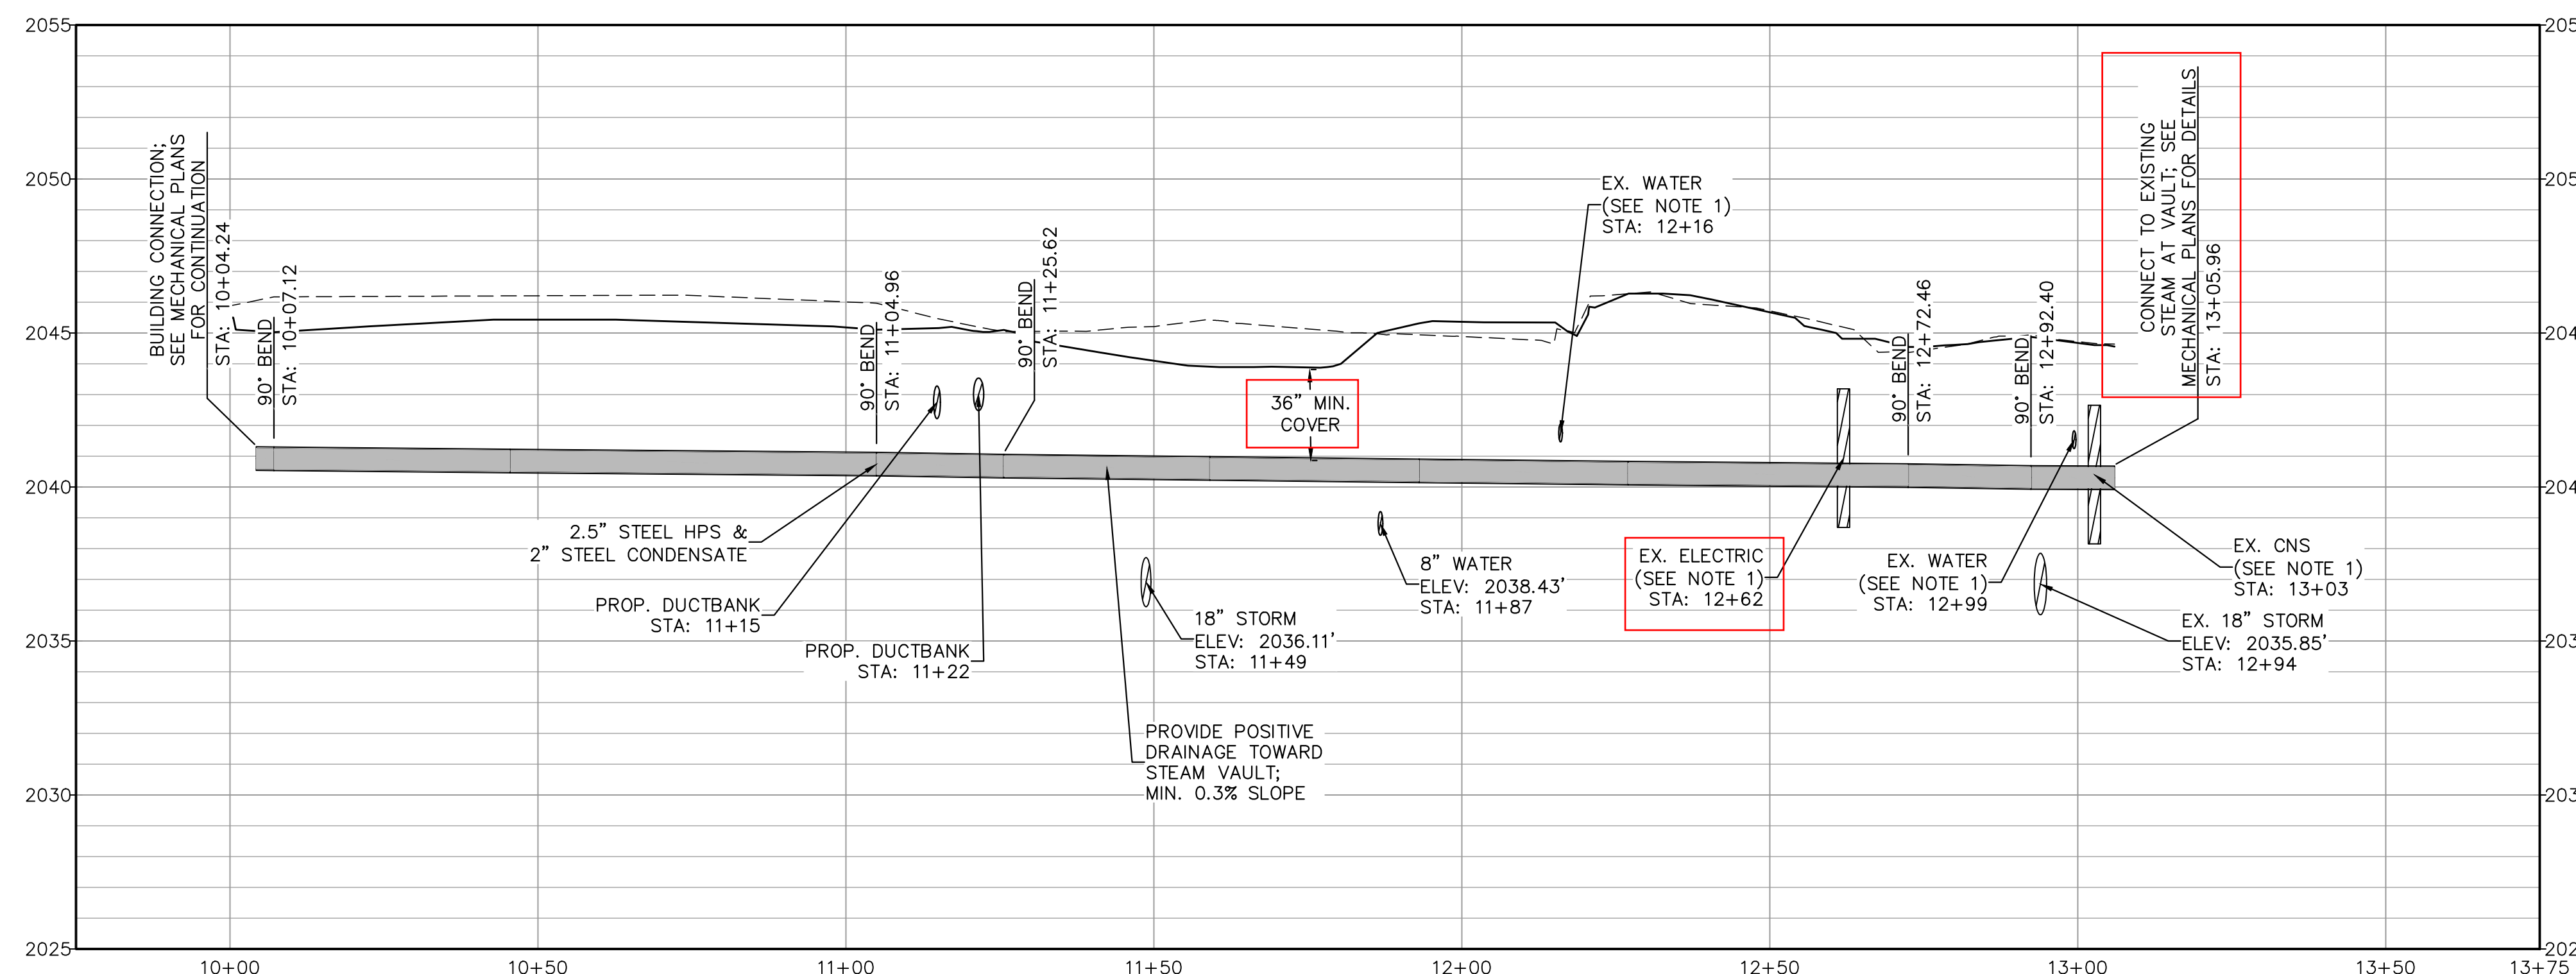 2055
2050
2045
2040
2035
2030
2025
BUILDING CONNECTION;
SEE MECHANICAL PLANS
FOR CONTINUATION
STA: 10+04.24
90° BEND
STA: 10+07.12
90° BEND
STA: 11+04.96
90° BEND
STA: 11+25.62
36" MIN.
COVER
EX. WATER
(SEE NOTE 1)
STA: 12+16
90° BEND
STA: 12+72.46
90° BEND
STA: 12+92.40
CONNECT TO EXISTING
STEAM AT VAULT; SEE
MECHANICAL PLANS FOR DETAILS
STA: 13+05.96
2.5" STEEL HPS &
2" STEEL CONDENSATE
PROP. DUCTBANK
STA: 11+15
PROP. DUCTBANK
STA: 11+22
18" STORM
ELEV: 2036.11'
STA: 11+49
PROVIDE POSITIVE
DRAINAGE TOWARD
STEAM VAULT;
MIN. 0.3% SLOPE
8" WATER
ELEV: 2038.43'
STA: 11+87
EX. ELECTRIC
(SEE NOTE 1)
STA: 12+62
EX. WATER
(SEE NOTE 1)
STA: 12+99
EX. CNS
(SEE NOTE 1)
STA: 13+03
EX. 18" STORM
ELEV: 2035.85'
STA: 12+94
10+00
10+50
11+00
11+50
12+00
12+50
13+00
13+50
13+75